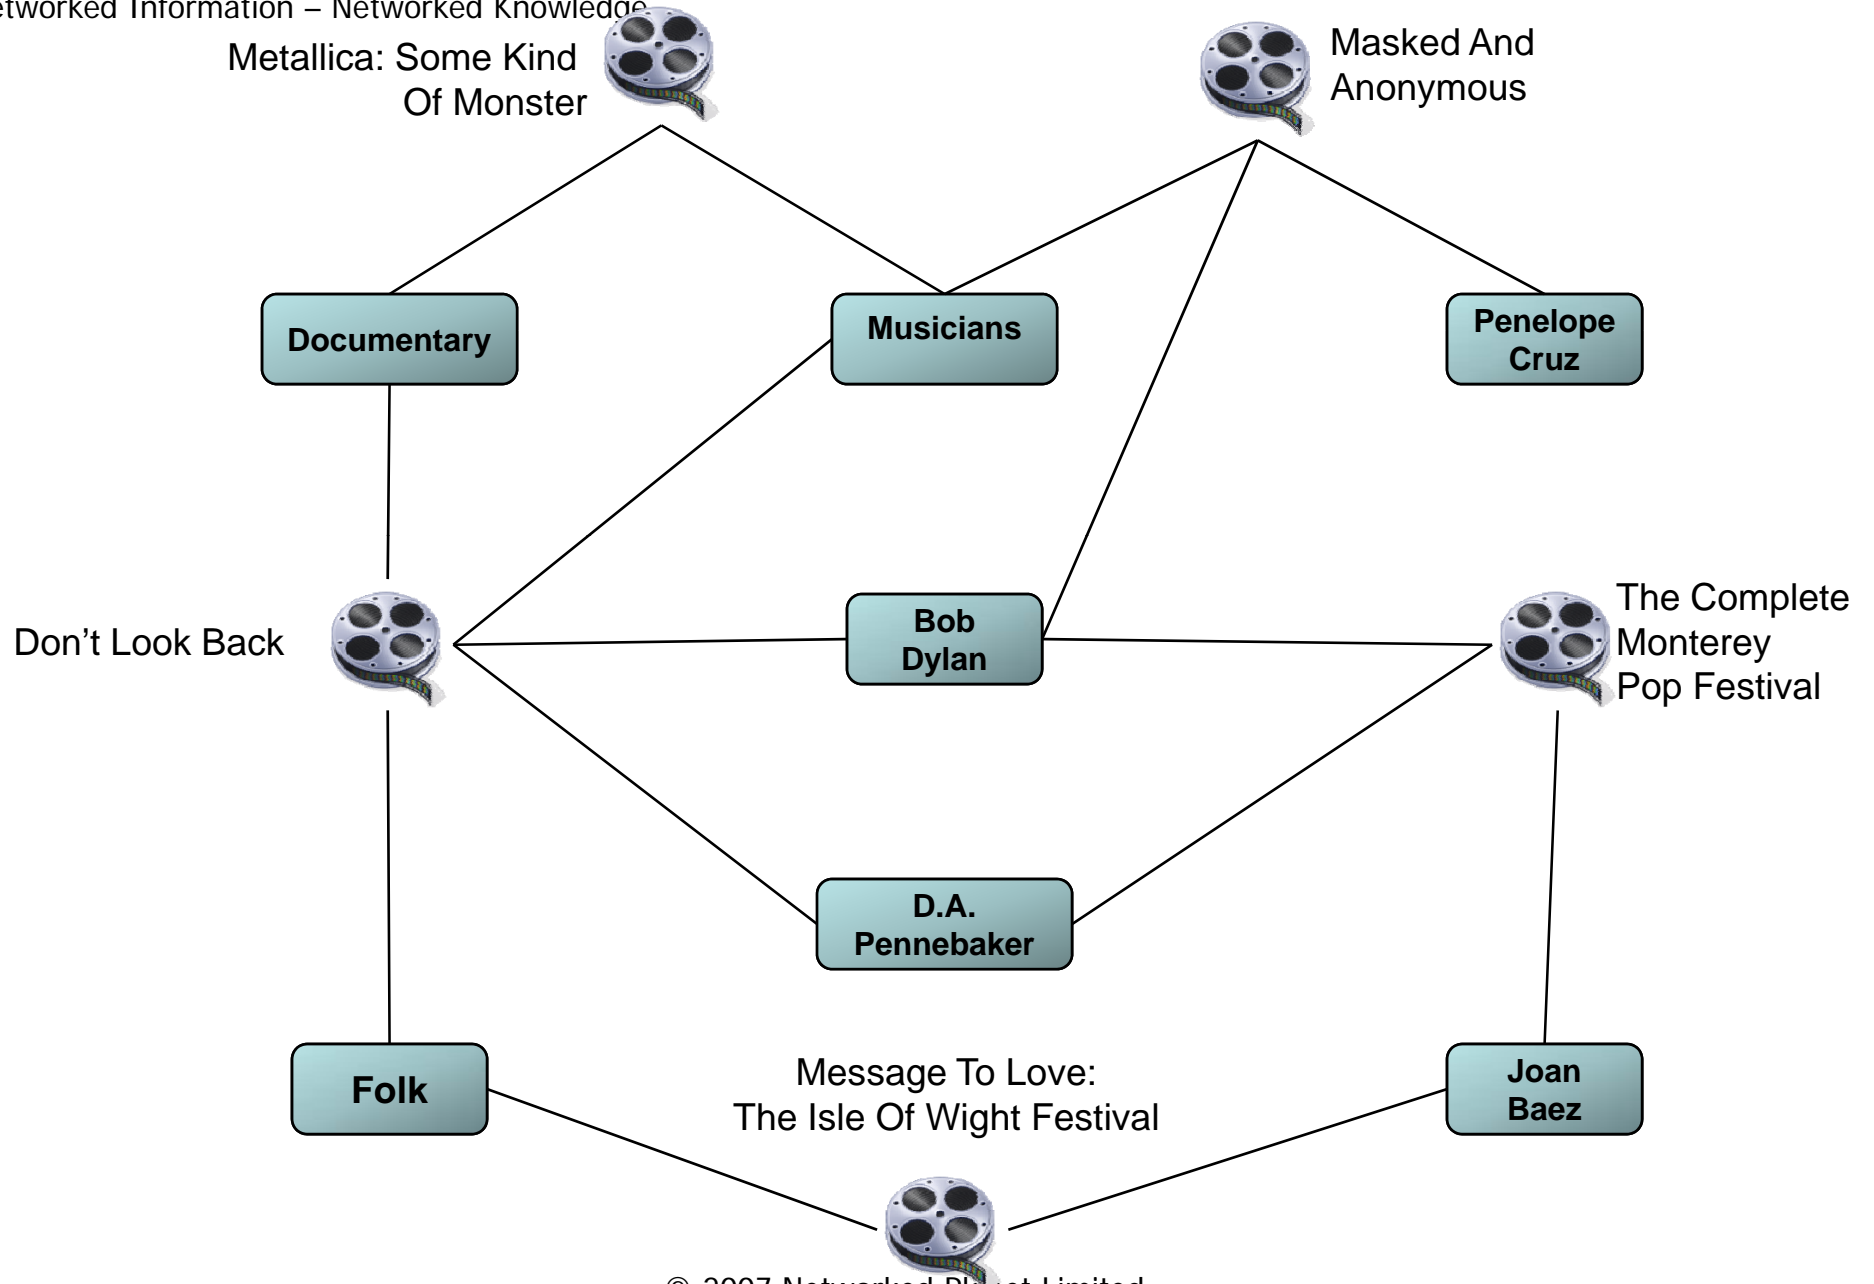 Networked Information – Networked Knowledge
Metallica: Some Kind
Of Monster
Masked And
Anonymous
Documentary
Musicians
Penelope
Cruz
Don’t Look Back
Bob
Dylan
The Complete
Monterey
Pop Festival
D.A.
Pennebaker
Folk
Message To Love:
The Isle Of Wight Festival
Joan
Baez
© 2007 Networked Planet Limited